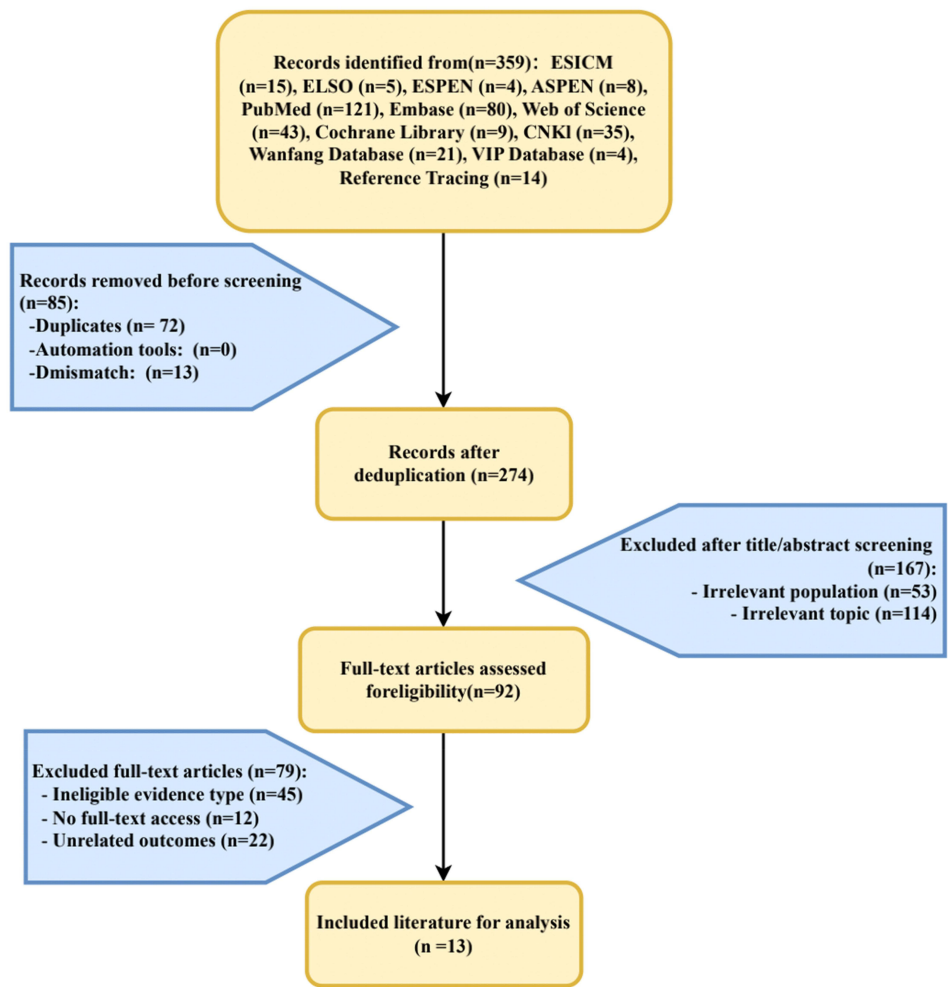 Records identified from(n=359)： ESICM
(n=15), ELSO (n=5), ESPEN (n=4), ASPEN (n=8),
PubMed (n=121), Embase (n=80), Web of Science
(n=43), Cochrane Library (n=9), CNKl (n=35),
Wanfang Database (n=21), VIP Database (n=4),
Reference Tracing (n=14)
Records removed before screening
(n=85):
-Duplicates (n= 72)
-Automation tools:  (n=0)
-Dmismatch:  (n=13)
Records after
deduplication (n=274)
Excluded after title/abstract screening
(n=167):
- Irrelevant population (n=53)
- Irrelevant topic (n=114)
Full-text articles assessed
foreligibility(n=92)
Excluded full-text articles (n=79):
- Ineligible evidence type (n=45)
- No full-text access (n=12)
- Unrelated outcomes (n=22)
Included literature for analysis
(n =13)